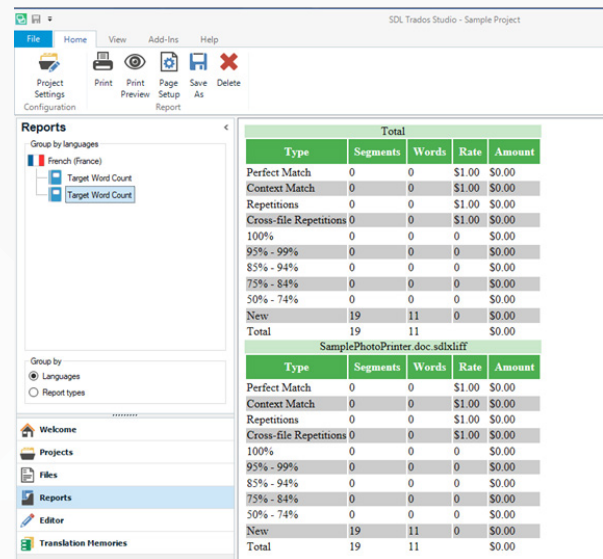 SDL Trados Studio - Sample Project
File Home View Add-Ins Help
Project Settings
Print
Print Preview
Page Setup
Save As
Delete
Configuration
Report
Reports
Group by languages
French (France)
Target Word Count
Target Word Count
Group by
Languages
Report types
Welcome
Projects
Files
Reports
Editor
Translation Memories
Total
Type Segments Words Rate Amount
Perfect Match 0 0 $1.00 $0.00
Context Match 0 0 $1.00 $0.00
Repetitions 0 0 $1.00 $0.00
Cross-file Repetitions 0 0 $1.00 $0.00
100% 0 0 0 $0.00
95% - 99% 0 0 0 $0.00
85% - 94% 0 0 0 $0.00
75% - 84% 0 0 0 $0.00
50% - 74% 0 0 0 $0.00
New 19 11 0 $0.00
Total 19 11 $0.00
SamplePhotoPrinter.doc.sdlxliff
Type Segments Words Rate Amount
Perfect Match 0 0 $1.00 $0.00
Context Match 0 0 $1.00 $0.00
Repetitions 0 0 $1.00 $0.00
Cross-file Repetitions 0 0 $1.00 $0.00
100% 0 0 0 $0.00
95% - 99% 0 0 0 $0.00
85% - 94% 0 0 0 $0.00
75% - 84% 0 0 0 $0.00
50% - 74% 0 0 0 $0.00
New 19 11 0 $0.00
Total 19 11 $0.00